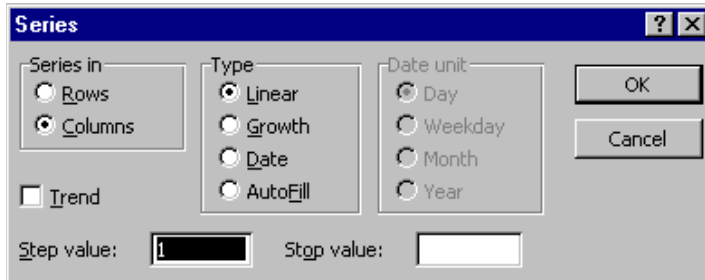 Series
Series in
Rows
Columns
Trend
Type
Linear
Growth
Date
AutoFill
Date unit
Day
Weekday
Month
Year
OK
Cancel
Step value: 1
Stop value: